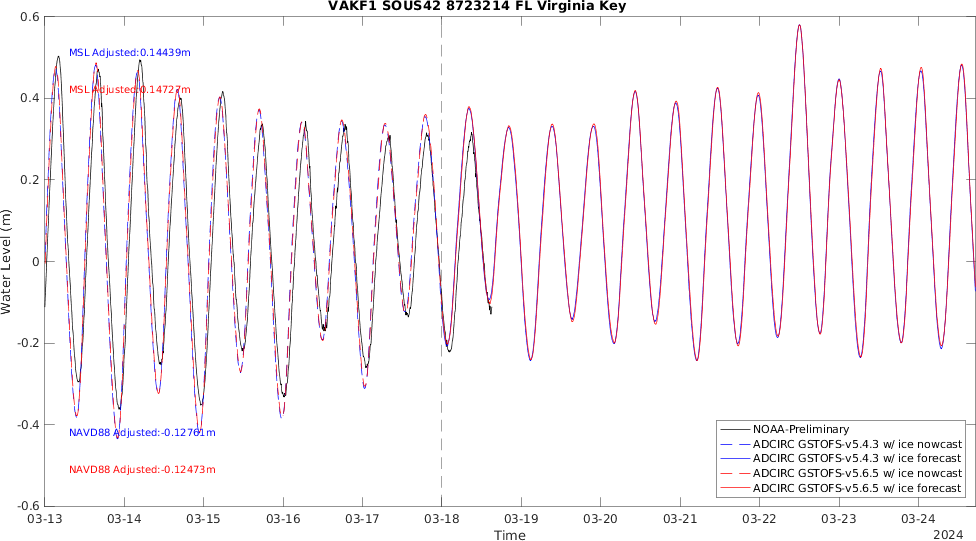 VAKF1 SOUS42 8723214 FL Virginia Key
0.6
0.4
0.2
0
-0.2
-0.4
-0.6
Water Level (m)
MSL Adjusted:0.14439m
MSL Adjusted:0.14727m
NAVD88 Adjusted:-0.12761m
NAVD88 Adjusted:-0.12473m
NOAA-Preliminary
ADCIRC GSTOFS-v5.4.3 w/ ice nowcast
ADCIRC GSTOFS-v5.4.3 w/ ice forecast
ADCIRC GSTOFS-v5.6.5 w/ ice nowcast
ADCIRC GSTOFS-v5.6.5 w/ ice forecast
03-13 03-14 03-15 03-16 03-17 03-18 03-19 03-20 03-21 03-22 03-23 03-24
Time
2024